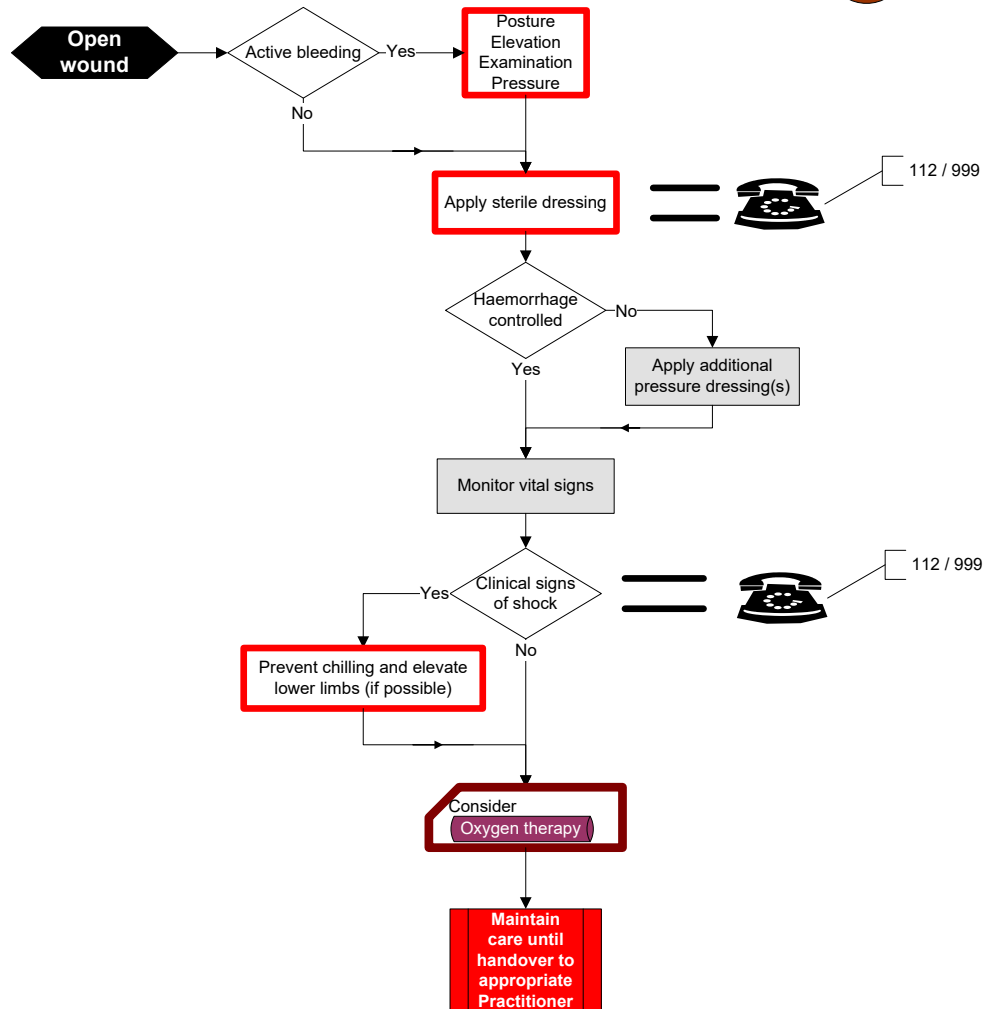 Open
wound
Active bleeding
Yes
Posture
Elevation
Examination
Pressure
No
112 / 999
Apply sterile dressing
Haemorrhage
controlled
No
Yes
Apply additional
pressure dressing(s)
Monitor vital signs
112 / 999
Clinical signs
of shock
Yes
No
Prevent chilling and elevate
lower limbs (if possible)
Consider
Oxygen therapy
Maintain
care until
handover to
appropriate
Practitioner